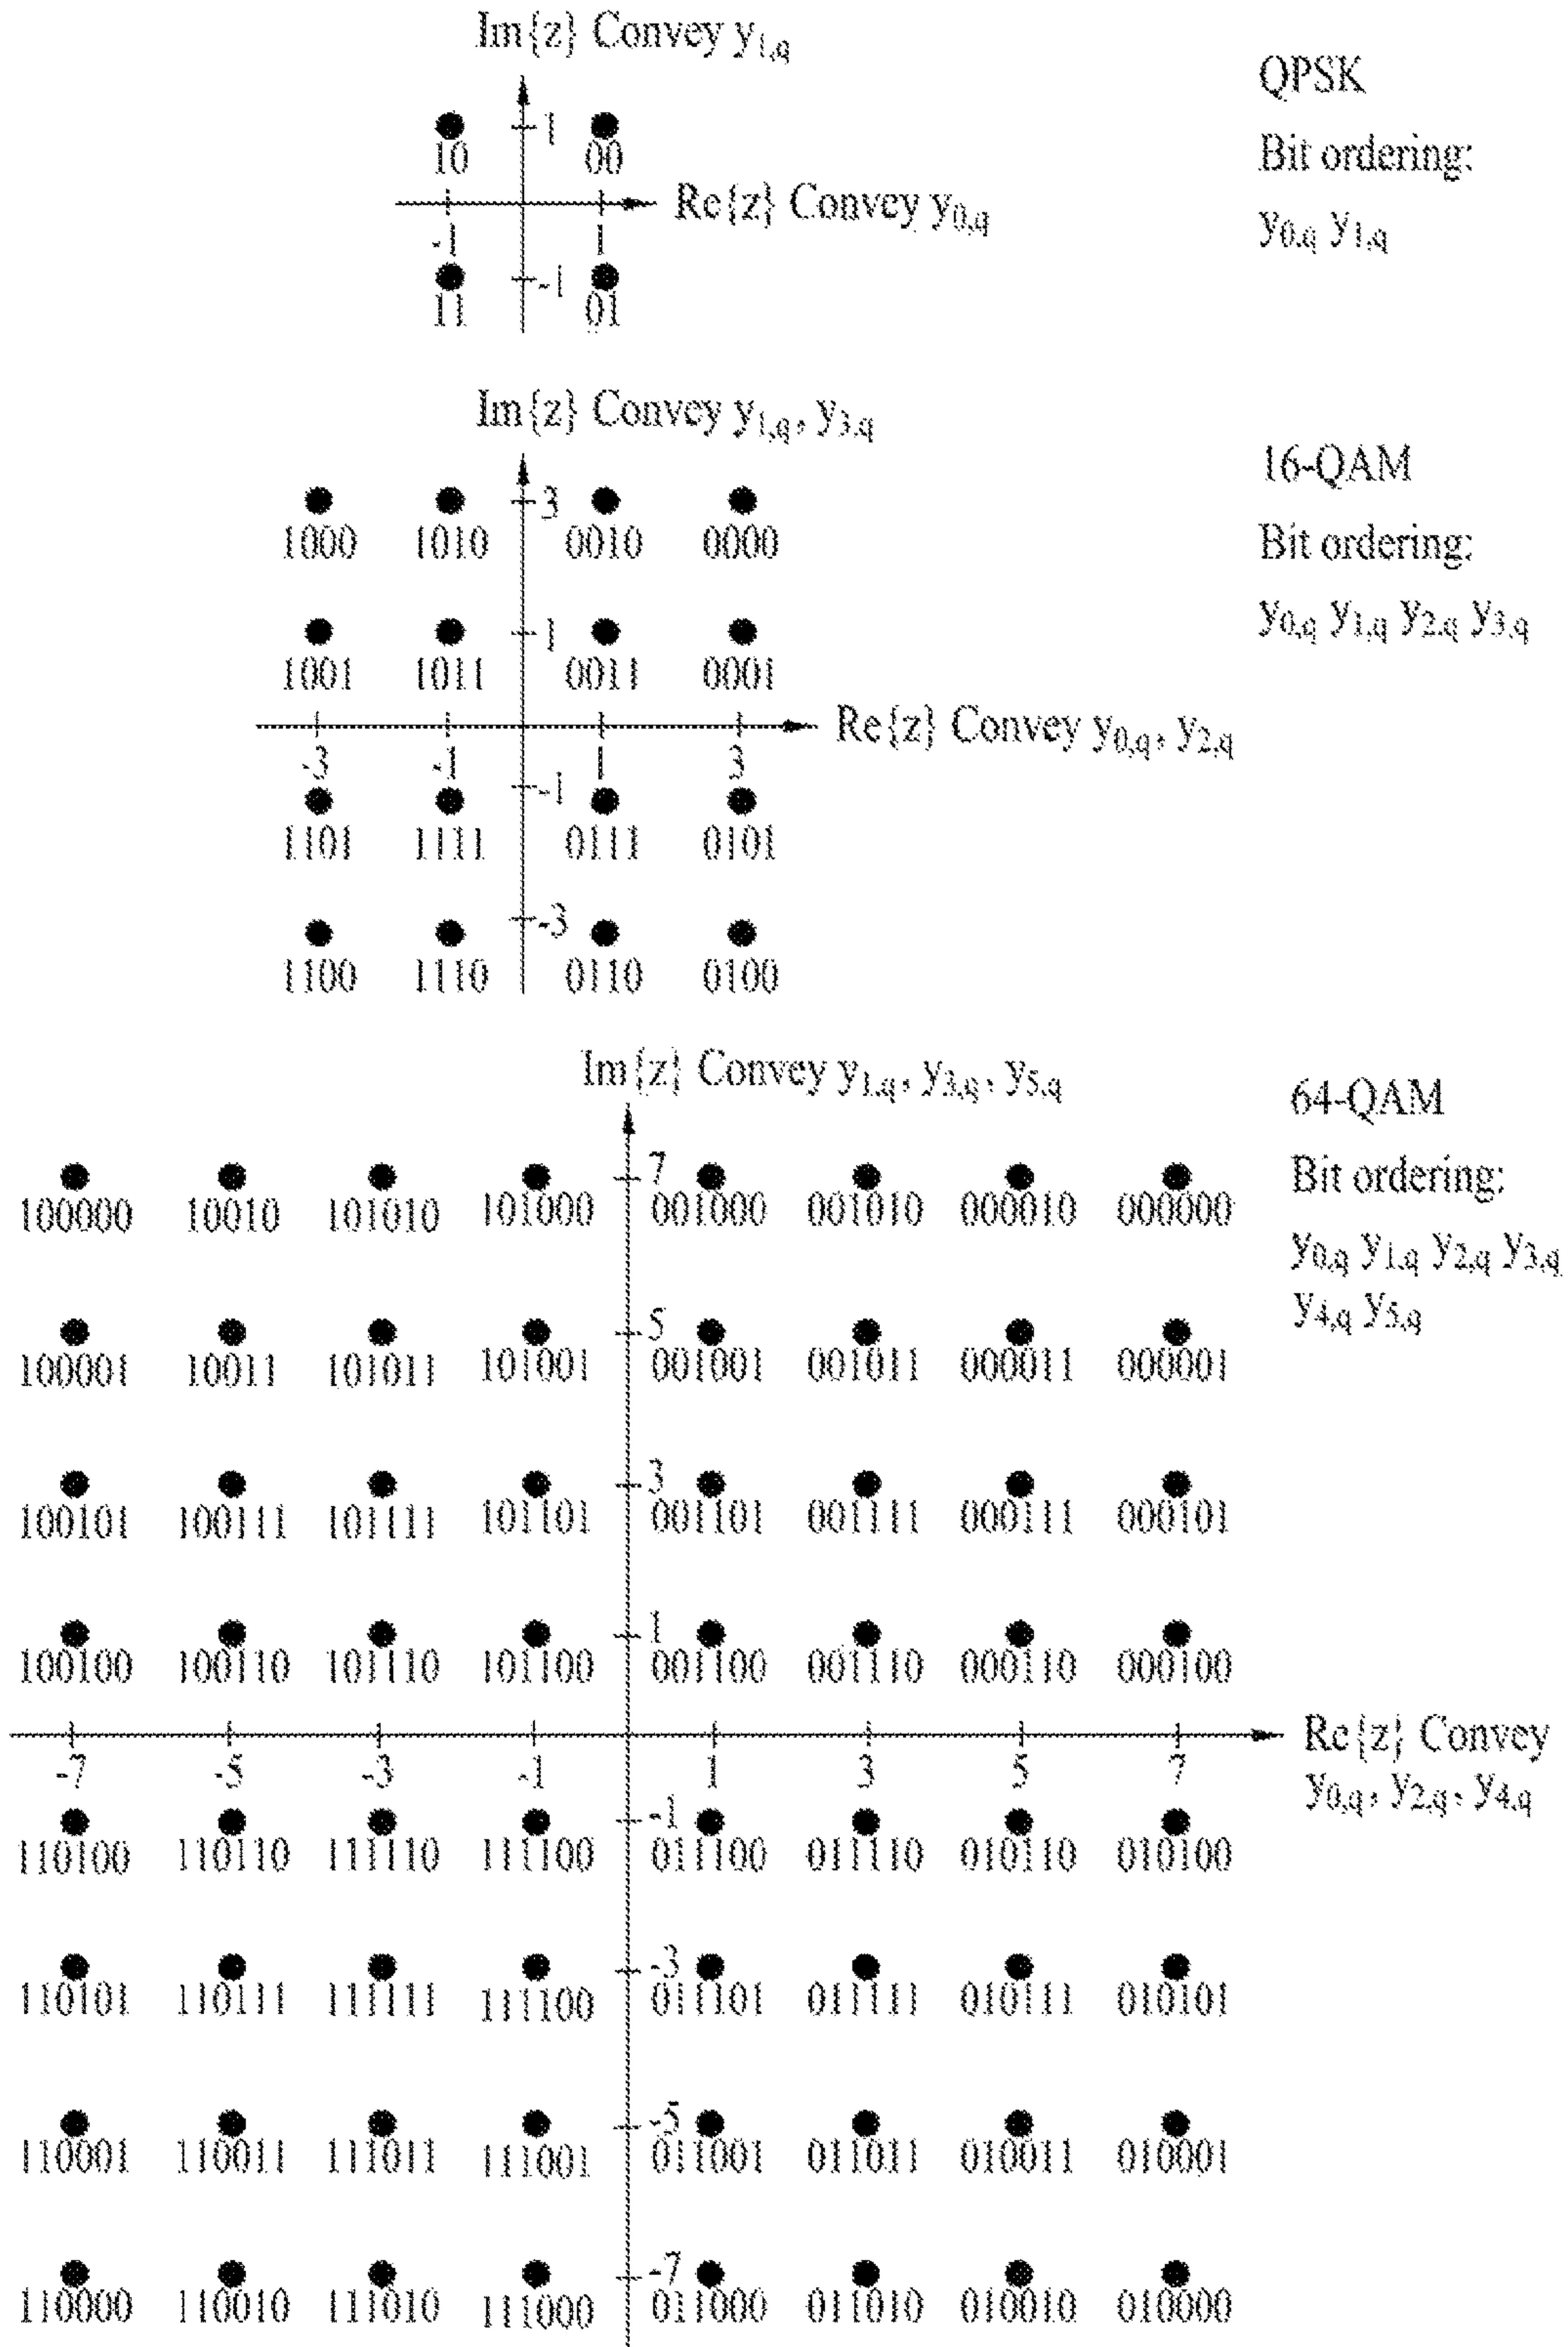 Im{z} Convey y1,q
QPSK
Bit ordering:
y0,q y1,q
1
10 00
Re{z} Convey y0,q
-1 1
-1
11 01
Im{z} Convey y1,q, y3,q
16-QAM
Bit ordering:
y0,q y1,q y2,q y3,q
3
1000 1010 0010 0000
1
1001 1011 0011 0001
Re{z} Convey y0,q, y2,q
-3 -1 1 3
-1
1101 1111 0111 0101
-3
1100 1110 0110 0100
Im{z} Convey y1,q, y3,q, y5,q
64-QAM
Bit ordering:
y0,q y1,q y2,q y3,q
y4,q y5,q
7
100000 10010 101010 101000 001000 001010 000010 000000
5
100001 10011 101011 101001 001001 001011 000011 000001
3
100101 100111 101111 101101 001101 001111 000111 000101
1
100100 100110 101110 101100 001100 001110 000110 000100
Re{z} Convey
y0,q, y2,q, y4,q
-7 -5 -3 -1 1 3 5 7
-1
110100 110110 111110 111100 011100 011110 010110 010100
-3
110101 110111 111111 111100 011101 011111 010111 010101
-5
110001 110011 111011 111001 011001 011011 010011 010001
-7
110000 110010 111010 111000 011000 011010 010010 010000